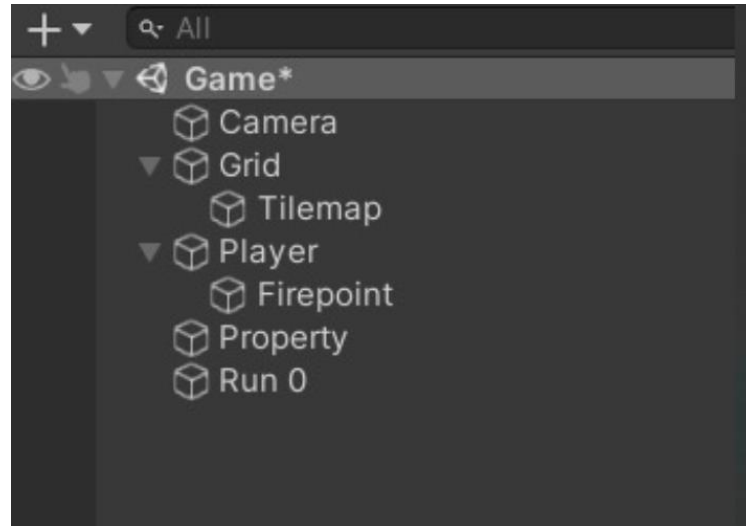 All
Game*
Camera
Grid
Tilemap
Player
Firepoint
Property
Run 0